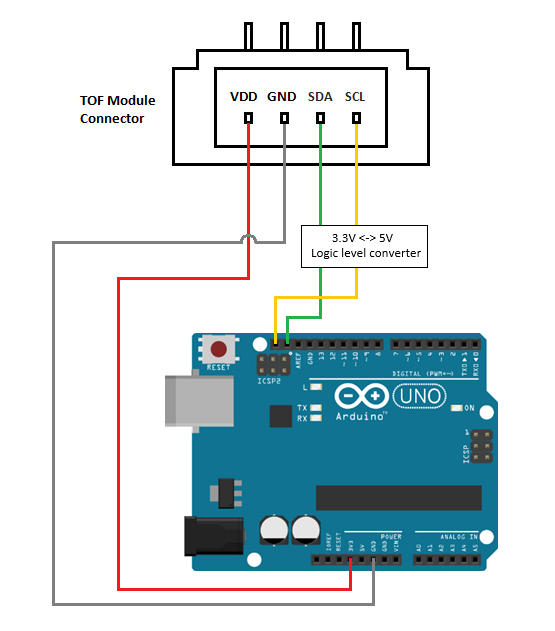 TOF Module
Connector
VDD GND SDA SCL
3.3V <-> 5V
Logic level converter
RESET
ICSP2
AREF
GND
13
12
~11
~10
~9
8
7
~6
~5
4
~3
2
TXD▶1
RXD◀0
DIGITAL (PWM=~)
L
TX
RX
UNO
ON
Arduino™
1
ICSP
POWER
ANALOG IN
IOREF
RESET
3V3
5V
GND
GND
VIN
A0
A1
A2
A3
A4
A5